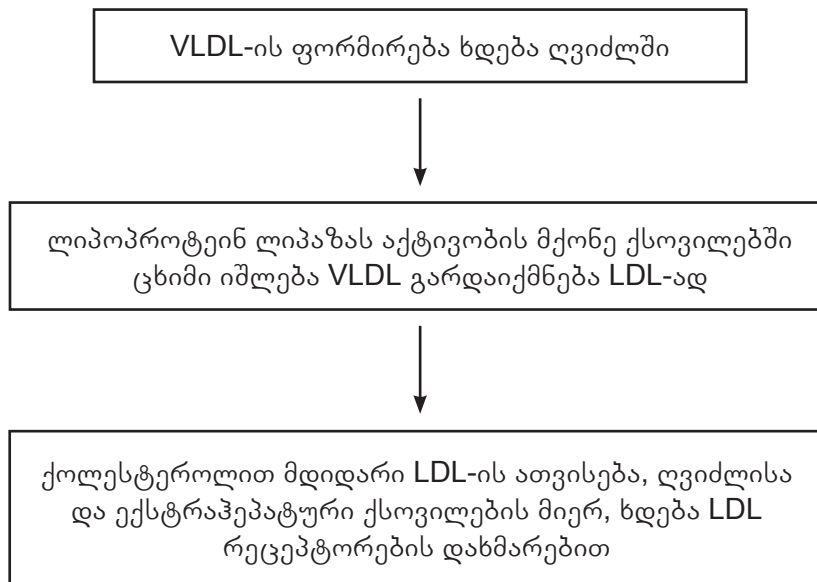 VLDL-ის ფორმირება ხდება ღვიძლში
ლიპოპროტეინ ლიპაზას აქტივობის მქონე ქსოვილებში
ცხიმი იშლება VLDL გარდაიქმნება LDL-ად
ქოლესტეროლით მდიდარი LDL-ის ათვისება, ღვიძლისა
და ექსტრაჰეპატური ქსოვილების მიერ, ხდება LDL
რეცეპტორების დახმარებით